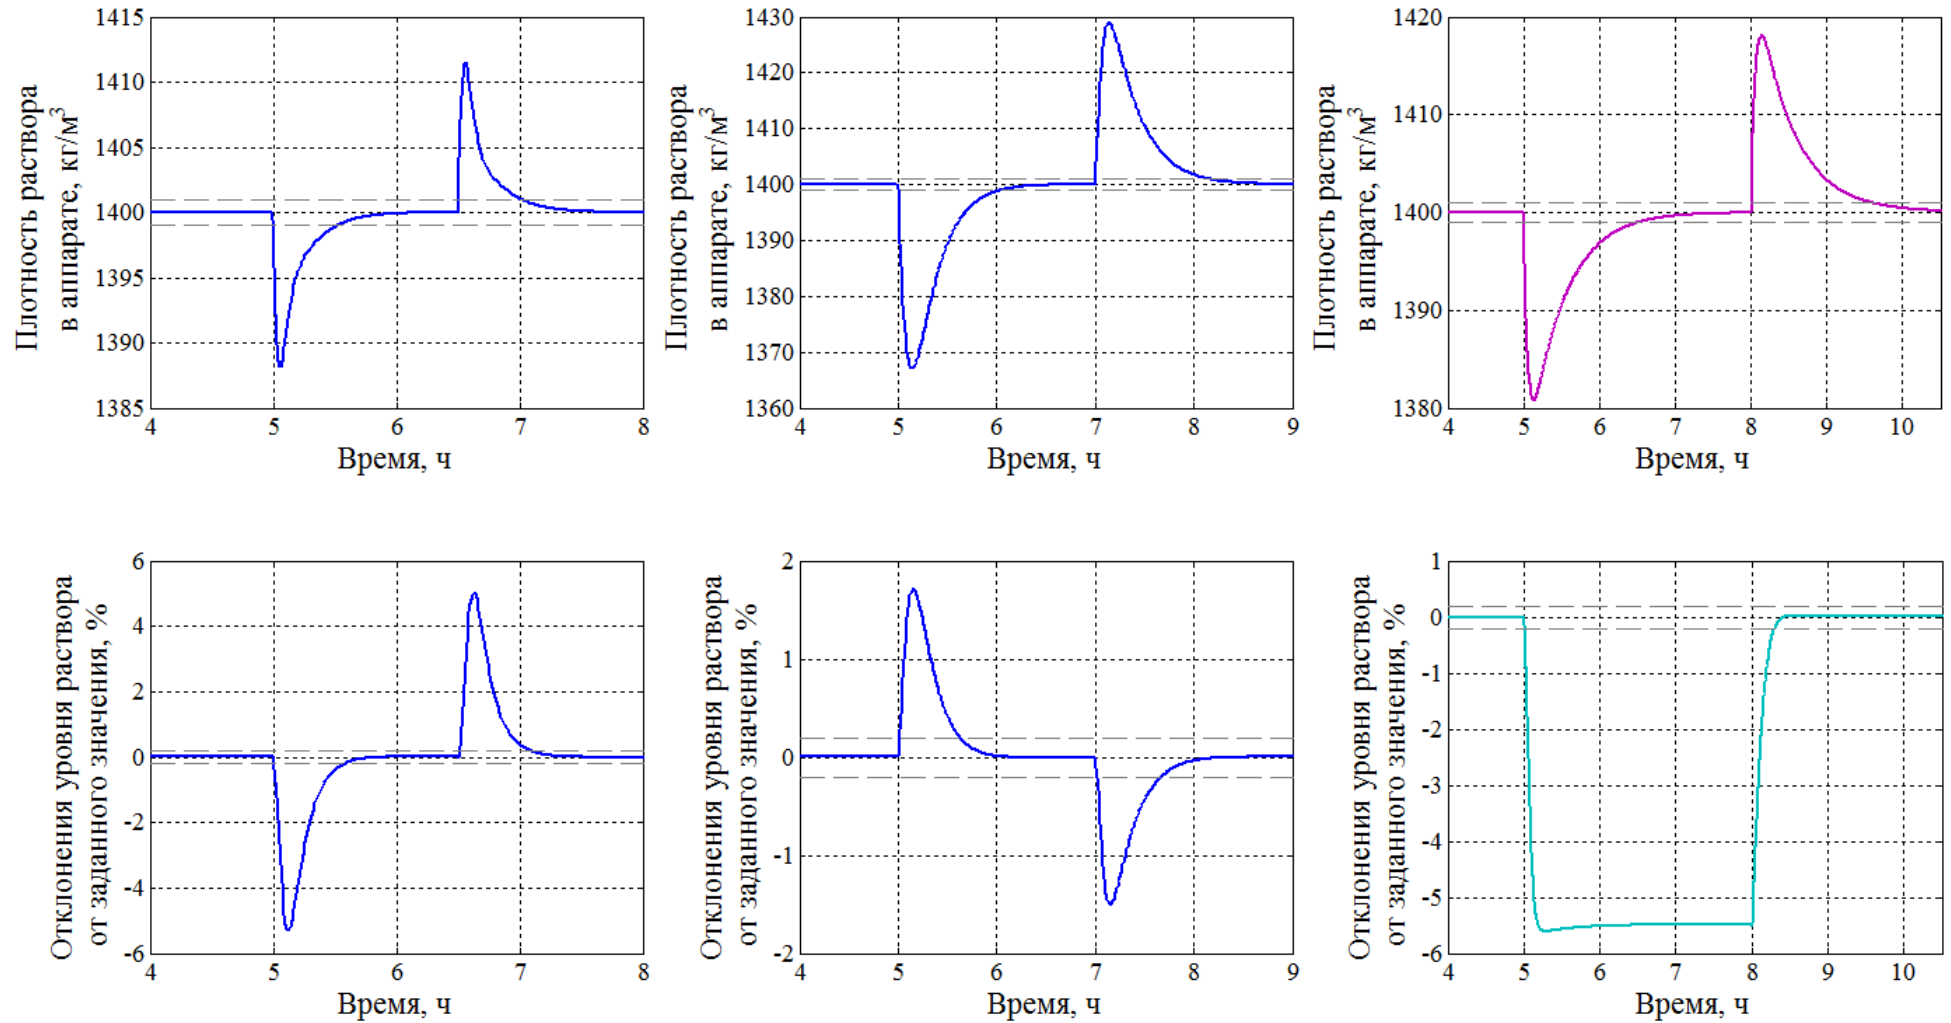 Плотность раствора
в аппарате, кг/м³
1415
1410
1405
1400
1395
1390
1385
4 5 6 7 8
Время, ч
Плотность раствора
в аппарате, кг/м³
1430
1420
1410
1400
1390
1380
1370
1360
4 5 6 7 8 9
Время, ч
Плотность раствора
в аппарате, кг/м³
1420
1410
1400
1390
1380
4 5 6 7 8 9 10
Время, ч
Отклонения уровня раствора
от заданного значения, %
6
4
2
0
-2
-4
-6
4 5 6 7 8
Время, ч
Отклонения уровня раствора
от заданного значения, %
2
1
0
-1
-2
4 5 6 7 8 9
Время, ч
Отклонения уровня раствора
от заданного значения, %
1
0
-1
-2
-3
-4
-5
-6
4 5 6 7 8 9 10
Время, ч